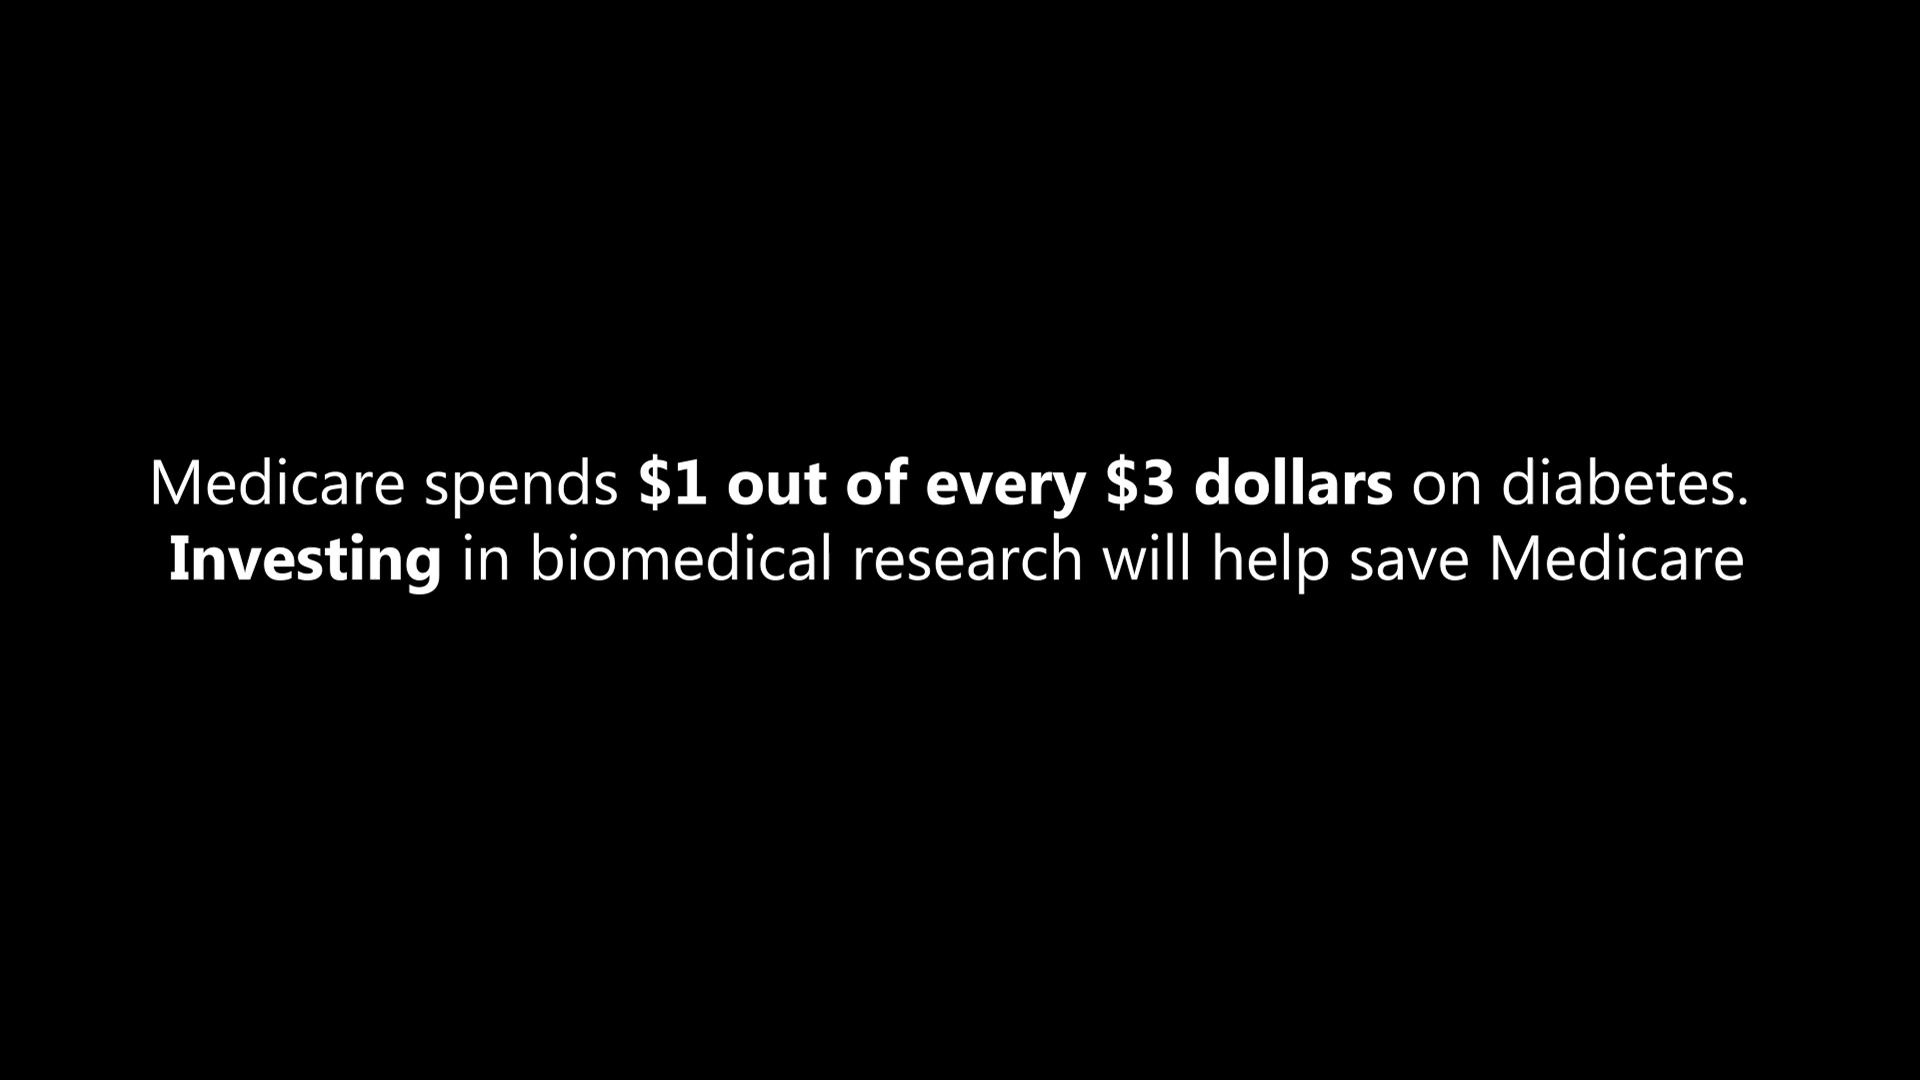 Medicare spends $1 out of every $3 dollars on diabetes.
Investing in biomedical research will help save Medicare